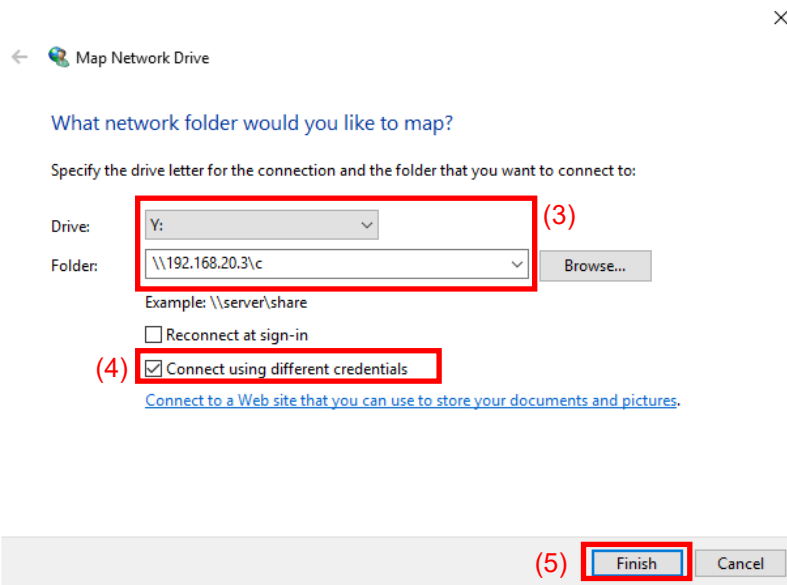 Map Network Drive
What network folder would you like to map?
Specify the drive letter for the connection and the folder that you want to connect to:
Drive: Y: (3)
Folder: \\192.168.20.3\c Browse...
Example: \\server\share
Reconnect at sign-in
(4) Connect using different credentials
Connect to a Web site that you can use to store your documents and pictures.
(5) Finish Cancel